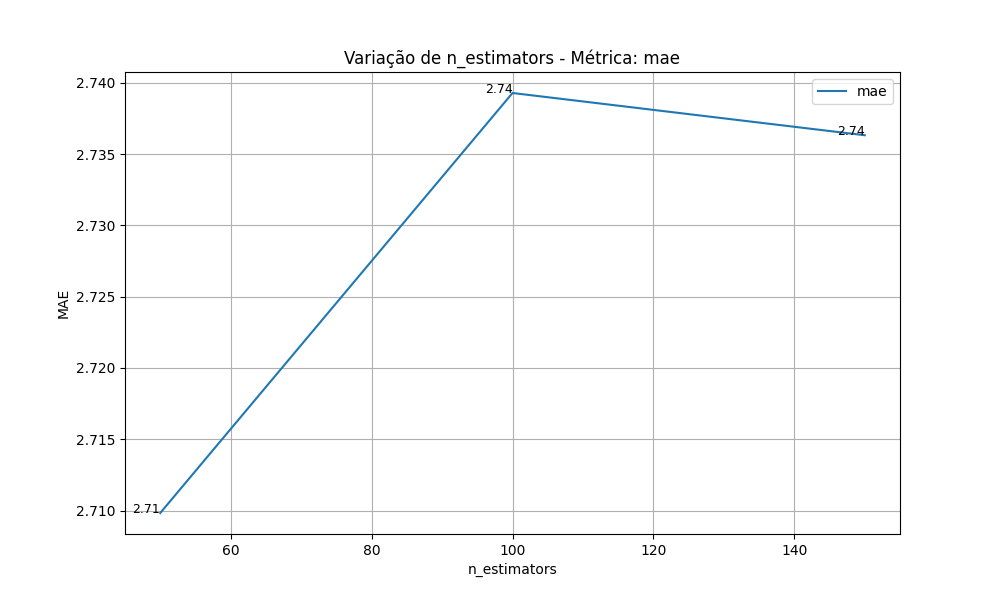 Variação de n_estimators - Métrica: mae
2.740
2.735
2.730
2.725
2.720
2.715
2.710
MAE
2.71
2.74
2.74
mae
60 80 100 120 140
n_estimators